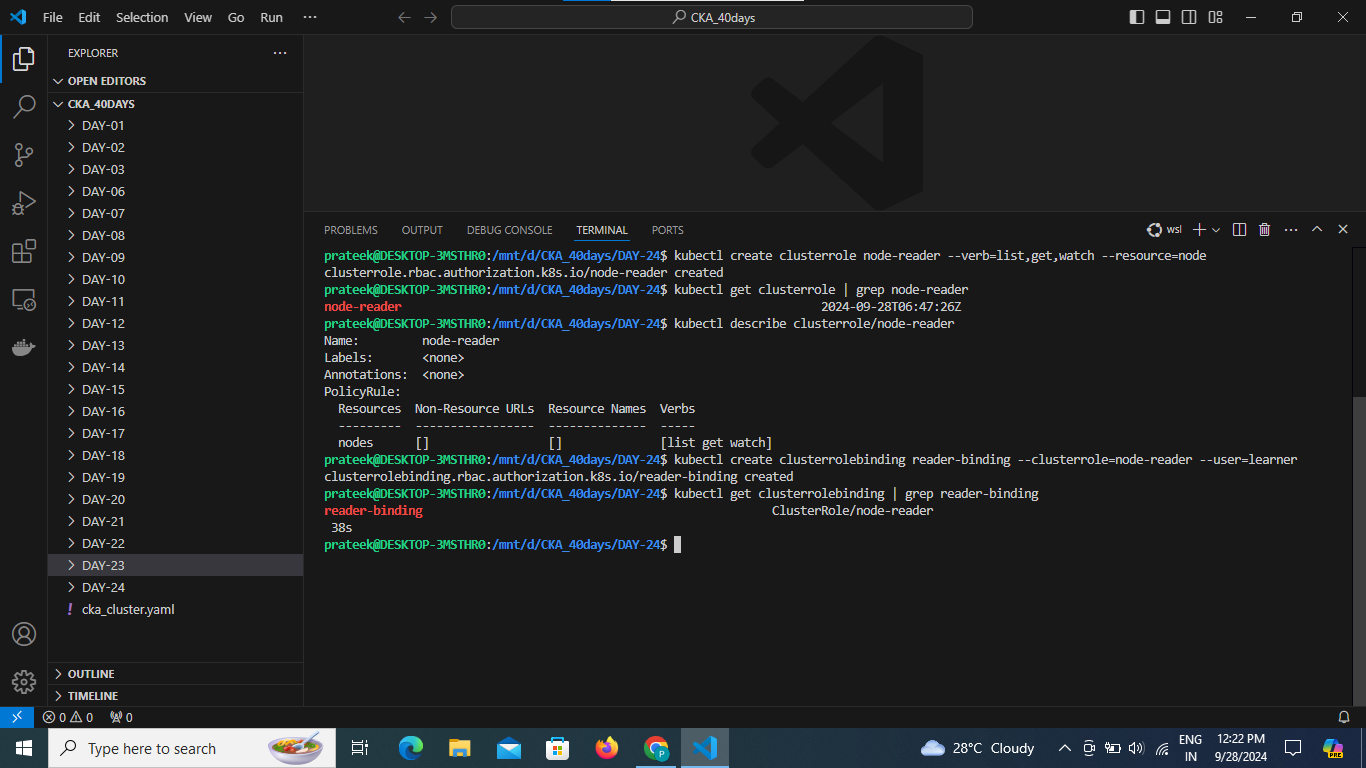 File Edit Selection View Go Run ···
CKA_40days
EXPLORER
OPEN EDITORS
CKA_40DAYS
DAY-01
DAY-02
DAY-03
DAY-06
DAY-07
DAY-08
DAY-09
DAY-10
DAY-11
DAY-12
DAY-13
DAY-14
DAY-15
DAY-16
DAY-17
DAY-18
DAY-19
DAY-20
DAY-21
DAY-22
DAY-23
DAY-24
! cka_cluster.yaml
OUTLINE
TIMELINE
PROBLEMS OUTPUT DEBUG CONSOLE TERMINAL PORTS
wsl
prateek@DESKTOP-3MSTHR0:/mnt/d/CKA_40days/DAY-24$ kubectl create clusterrole node-reader --verb=list,get,watch --resource=node
clusterrole.rbac.authorization.k8s.io/node-reader created
prateek@DESKTOP-3MSTHR0:/mnt/d/CKA_40days/DAY-24$ kubectl get clusterrole | grep node-reader
node-reader 2024-09-28T06:47:26Z
prateek@DESKTOP-3MSTHR0:/mnt/d/CKA_40days/DAY-24$ kubectl describe clusterrole/node-reader
Name: node-reader
Labels: <none>
Annotations: <none>
PolicyRule:
Resources Non-Resource URLs Resource Names Verbs
--------- ----------------- -------------- -----
nodes [] [] [list get watch]
prateek@DESKTOP-3MSTHR0:/mnt/d/CKA_40days/DAY-24$ kubectl create clusterrolebinding reader-binding --clusterrole=node-reader --user=learner
clusterrolebinding.rbac.authorization.k8s.io/reader-binding created
prateek@DESKTOP-3MSTHR0:/mnt/d/CKA_40days/DAY-24$ kubectl get clusterrolebinding | grep reader-binding
reader-binding ClusterRole/node-reader
38s
prateek@DESKTOP-3MSTHR0:/mnt/d/CKA_40days/DAY-24$
0 0 0
Type here to search
28°C Cloudy
ENG
IN
12:22 PM
9/28/2024
PRE